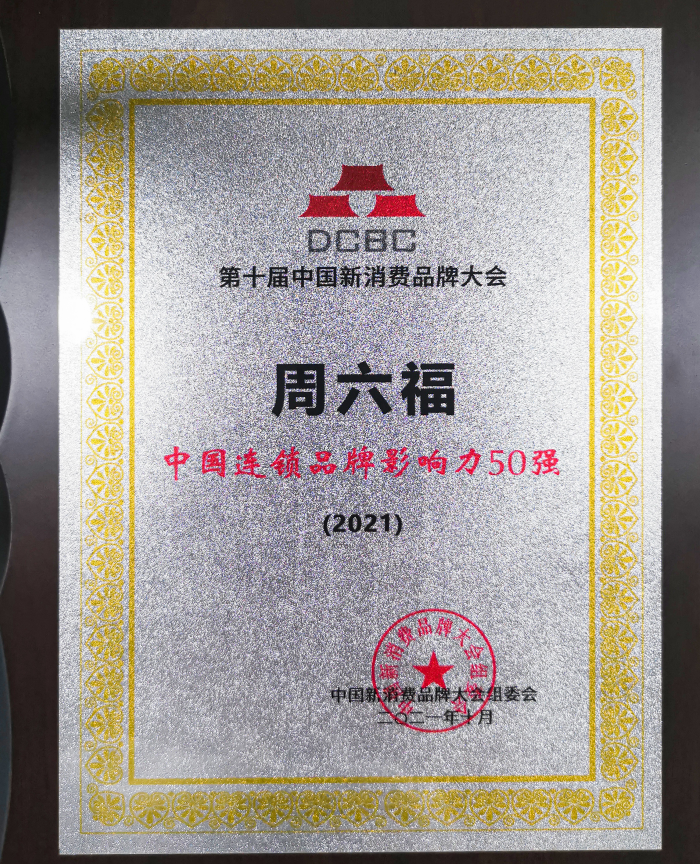 DCBC
第十届中国新消费品牌大会
周六福
中国连锁品牌影响力50强
(2021)
中国新消费品牌大会组委会
二〇二一年十月